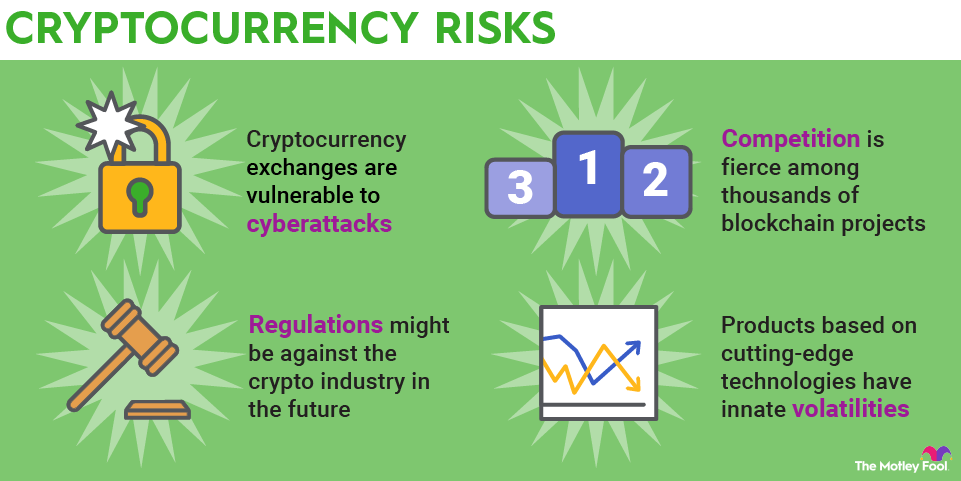 CRYPTOCURRENCY RISKS
Cryptocurrency
exchanges are
vulnerable to
cyberattacks
3 1 2
Competition is
fierce among
thousands of
blockchain projects
Regulations might
be against the
crypto industry in
the future
Products based on
cutting-edge
technologies have
innate volatilities
The Motley Fool